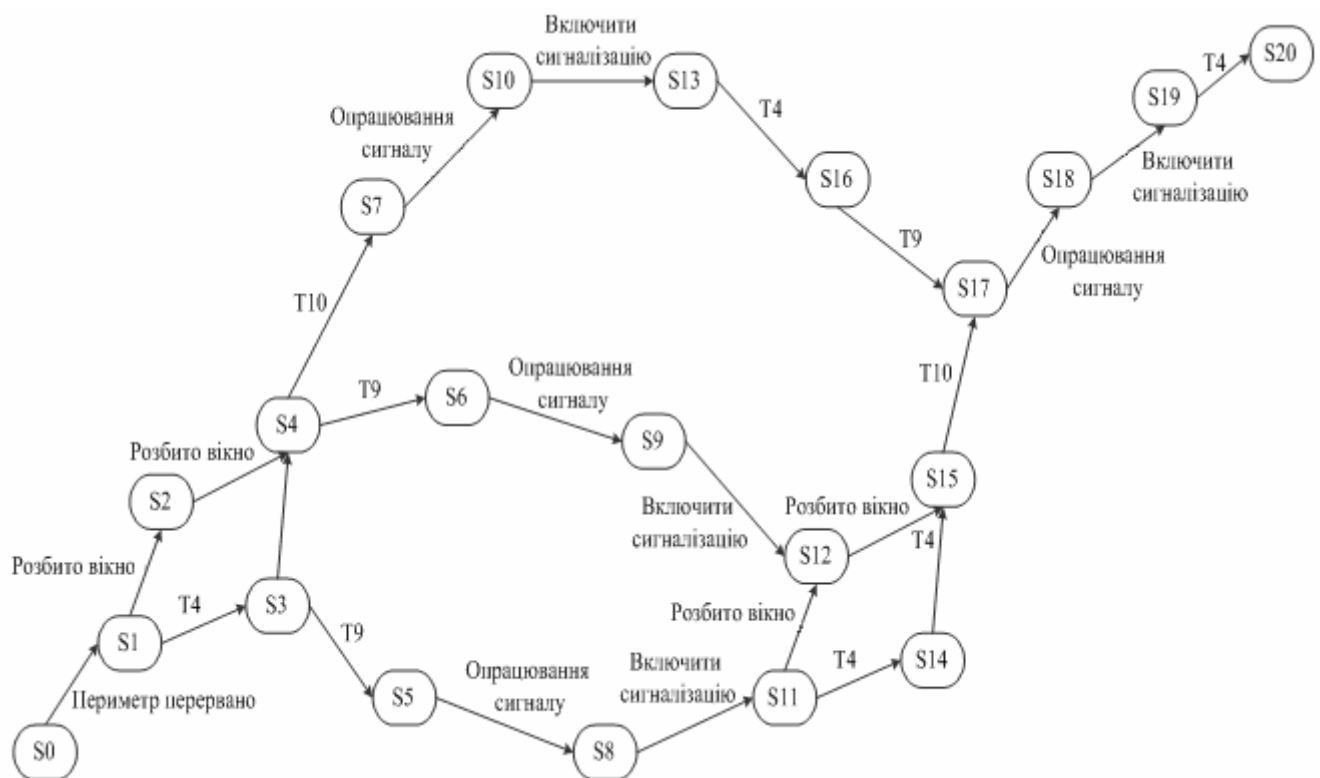 Включити
сигналізацію
S20
T4
S10
S13
S19
Опрацювання
сигналу
T4
Включити
сигналізацію
S16
S18
S7
T9
Опрацювання
сигналу
S17
T10
T10
Опрацювання
сигналу
T9
S6
S4
S9
Розбито вікно
S15
S2
Включити
сигналізацію
Розбито вікно
T4
S12
Розбито вікно
T4
S3
Розбито вікно
S1
T9
S14
Опрацювання
сигналу
Включити
сигналізацію
T4
Периметр перервано
S5
S11
S0
S8